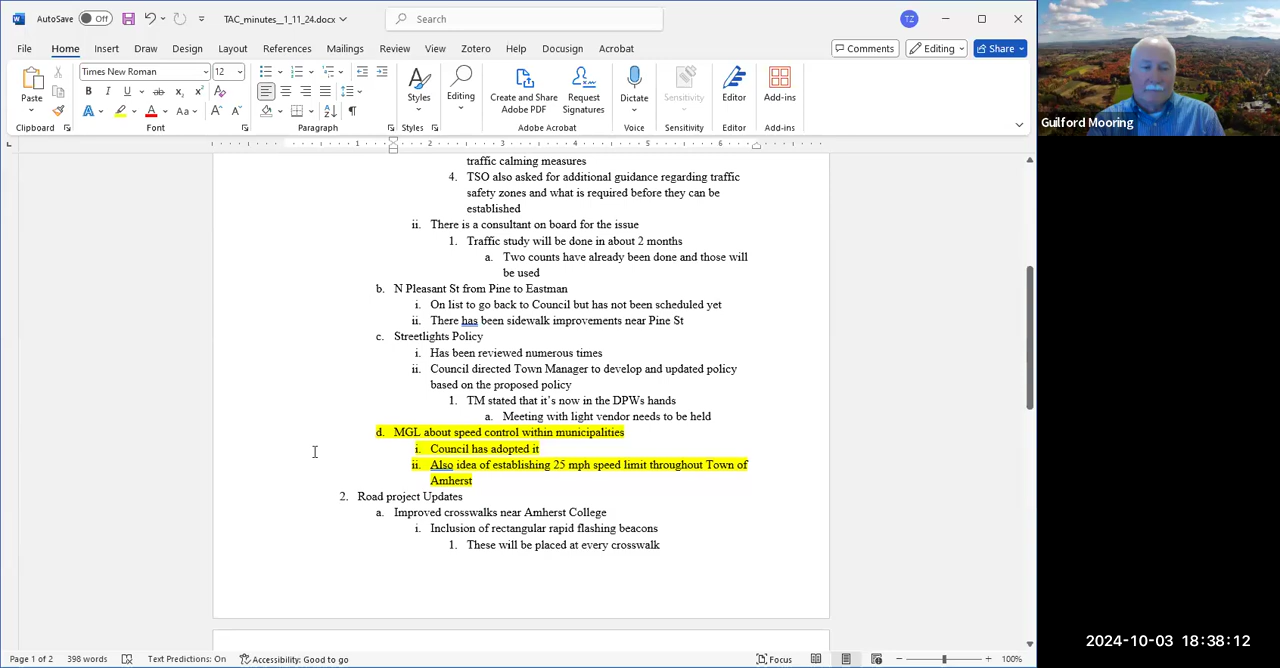 AutoSave Off TAC_minutes__1_11_24.docx Search TZ
File Home Insert Draw Design Layout References Mailings Review View Zotero Help Docusign Acrobat Comments Editing Share
Times New Roman 12
Paste Styles Editing Create and Share Adobe PDF Request Signatures Dictate Sensitivity Editor Add-ins
Clipboard Font Paragraph Styles Adobe Acrobat Voice Sensitivity Editor Add-ins
1 2 3 4 5 6
traffic calming measures
4. TSO also asked for additional guidance regarding traffic
safety zones and what is required before they can be
established
ii. There is a consultant on board for the issue
1. Traffic study will be done in about 2 months
a. Two counts have already been done and those will
be used
b. N Pleasant St from Pine to Eastman
i. On list to go back to Council but has not been scheduled yet
ii. There has been sidewalk improvements near Pine St
c. Streetlights Policy
i. Has been reviewed numerous times
ii. Council directed Town Manager to develop and updated policy
based on the proposed policy
1. TM stated that it’s now in the DPWs hands
a. Meeting with light vendor needs to be held
d. MGL about speed control within municipalities
i. Council has adopted it
ii. Also idea of establishing 25 mph speed limit throughout Town of
Amherst
2. Road project Updates
a. Improved crosswalks near Amherst College
i. Inclusion of rectangular rapid flashing beacons
1. These will be placed at every crosswalk
Page 1 of 2 398 words Text Predictions: On Accessibility: Good to go Focus 100%
Guilford Mooring
2024-10-03 18:38:12